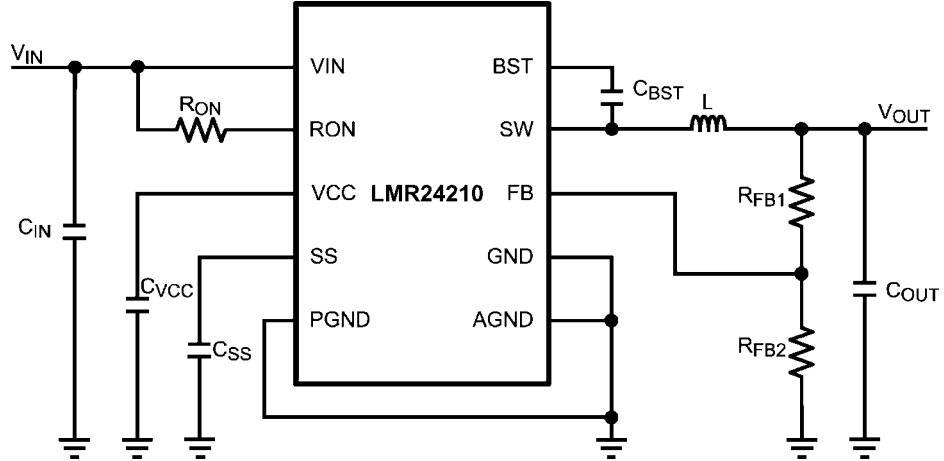 VIN
VIN
BST
CBST
L
RON
RON
SW
VOUT
VCC
LMR24210
FB
RFB1
CIN
SS
GND
CVCC
COUT
PGND
AGND
CSS
RFB2